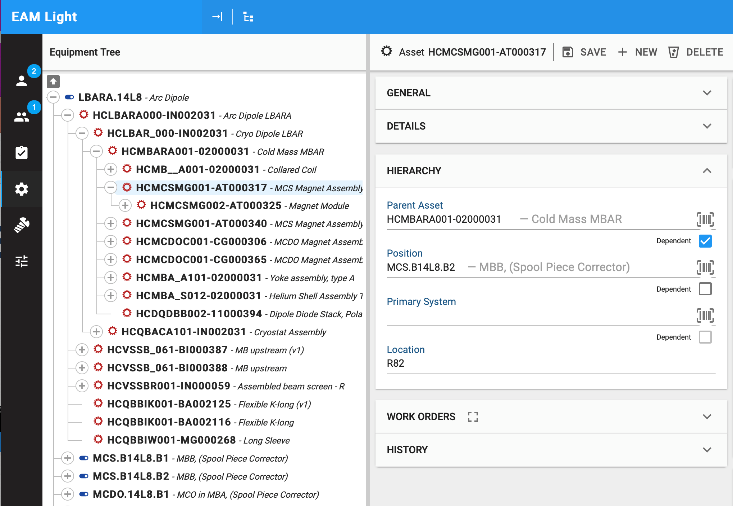 EAM Light
Equipment Tree
2
1
LBARA.14L8 - Arc Dipole
HCLBARA000-IN002031 - Arc Dipole LBARA
HCLBAR_000-IN002031 - Cryo Dipole LBAR
HCMBARA001-02000031 - Cold Mass MBAR
HCMB__A001-02000031 - Collared Coil
HCMCSMG001-AT000317 - MCS Magnet Assembly
HCMCSMG002-AT000325 - Magnet Module
HCMCSMG001-AT000340 - MCS Magnet Assembly
HCMCDOC001-CG000306 - MCDO Magnet Assemb
HCMCDOC001-CG000365 - MCDO Magnet Assemb
HCMBA_A101-02000031 - Yoke assembly, type A
HCMBA_S012-02000031 - Helium Shell Assembly T
HCDQDBB002-11000394 - Dipole Diode Stack, Pola
HCQBACA101-IN002031 - Cryostat Assembly
HCVSSB_061-BI000387 - MB upstream (v1)
HCVSSB_061-BI000388 - MB upstream
HCVSSBR001-IN000059 - Assembled beam screen - R
HCQBBIK001-BA002125 - Flexible K-long (v1)
HCQBBIK001-BA002116 - Flexible K-long
HCQBBIW001-MG000268 - Long Sleeve
MCS.B14L8.B1 - MBB, (Spool Piece Corrector)
MCS.B14L8.B2 - MBB, (Spool Piece Corrector)
MCDO.14L8.B1 - MCO in MBA, (Spool Piece Corrector)
Asset HCMCSMG001-AT000317 SAVE NEW DELETE
GENERAL
DETAILS
HIERARCHY
Parent Asset
HCMBARA001-02000031 — Cold Mass MBAR
Dependent
Position
MCS.B14L8.B2 — MBB, (Spool Piece Corrector)
Dependent
Primary System
Dependent
Location
R82
WORK ORDERS
HISTORY